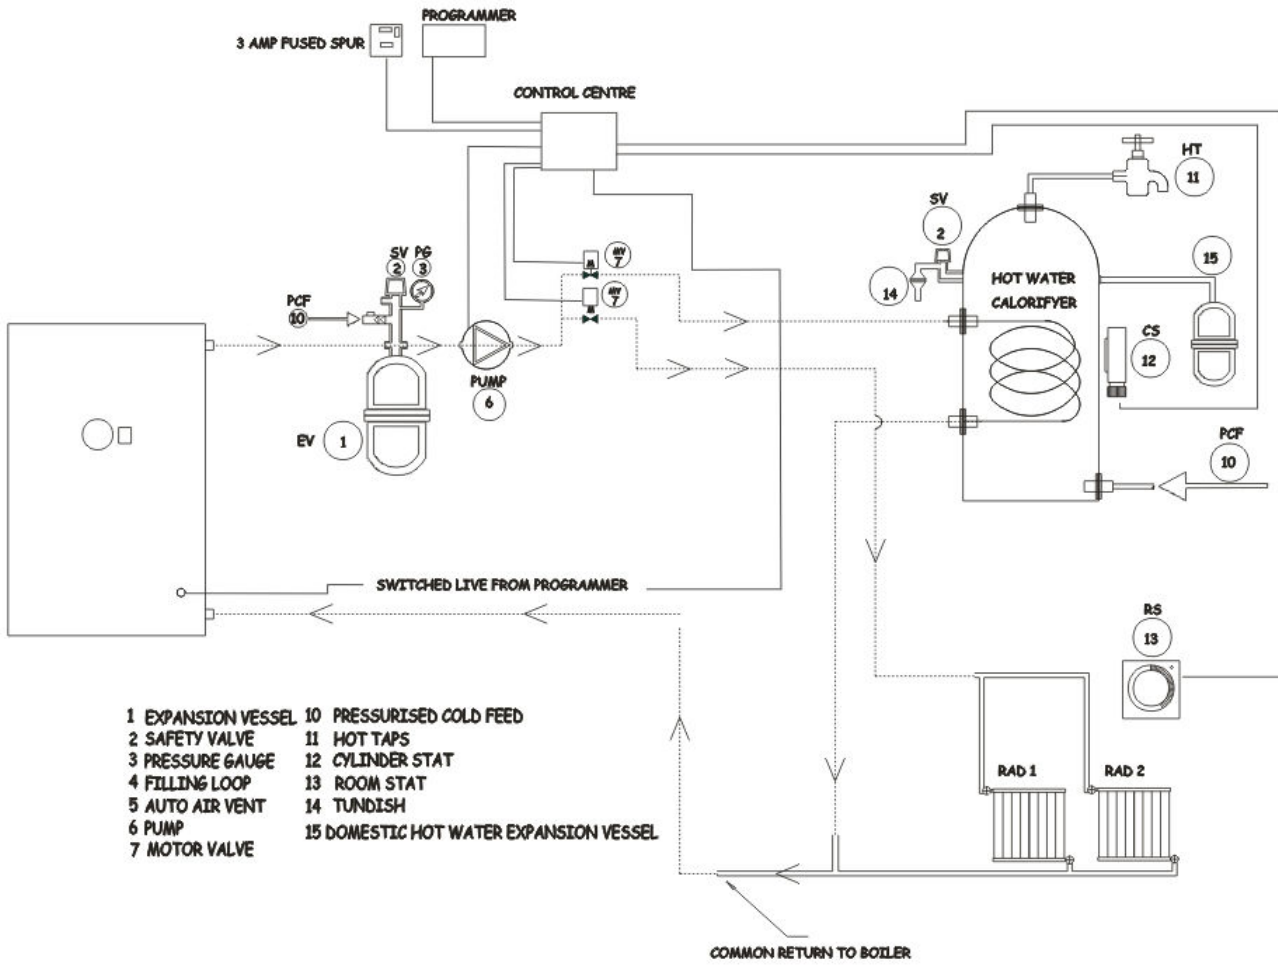 PROGRAMMER
3 AMP FUSED SPUR
CONTROL CENTRE
HT
11
SV
2
15
SV PG
2 3
MV
7
14
HOT WATER
CALORIFYER
PCF
10
MV
7
CS
12
PUMP
6
EV 1
PCF
10
SWITCHED LIVE FROM PROGRAMMER
RS
13
1 EXPANSION VESSEL
2 SAFETY VALVE
3 PRESSURE GAUGE
4 FILLING LOOP
5 AUTO AIR VENT
6 PUMP
7 MOTOR VALVE
10 PRESSURISED COLD FEED
11 HOT TAPS
12 CYLINDER STAT
13 ROOM STAT
14 TUNDISH
15 DOMESTIC HOT WATER EXPANSION VESSEL
RAD 1
RAD 2
COMMON RETURN TO BOILER